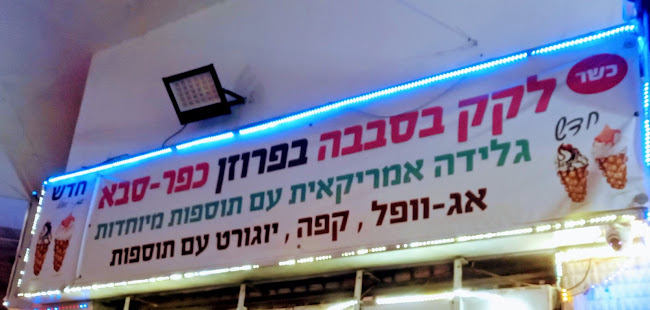 כשר
לקק בסבבה בפרוזן כפר-סבא
חדש
חדש
גלידה אמריקאית עם תוספות מיוחדות
אג-וופל , קפה , יוגורט עם תוספות